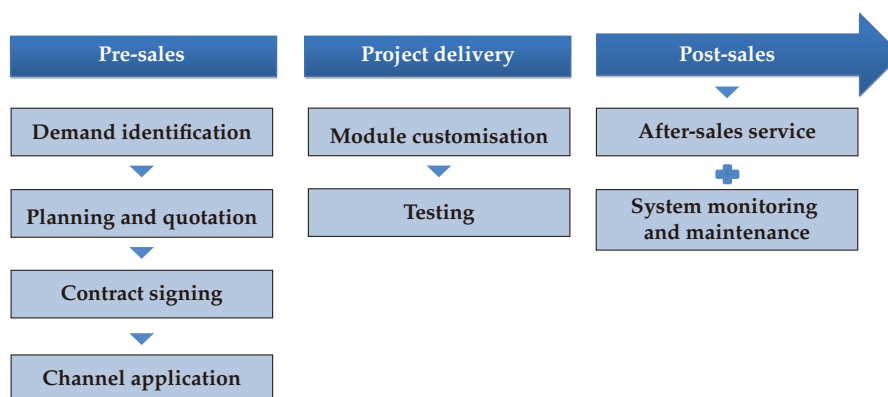 Pre-sales
Project delivery
Post-sales
Demand identification
Planning and quotation
Contract signing
Channel application
Module customisation
Testing
After-sales service
System monitoring
and maintenance